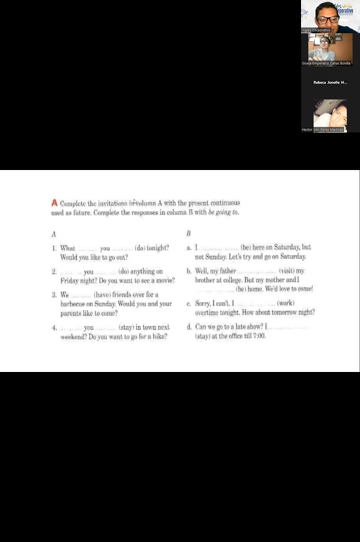 Rebeca Jonella H...
A Complete the invitations in column A with the present continuous
used as future. Complete the responses in column B with be going to.
A
1. What ........ you ........ (do) tonight?
Would you like to go out?
2. ........ you ........ (do) anything on
Friday night? Do you want to see a movie?
3. We ........ (have) friends over for a
barbecue on Sunday. Would you and your
parents like to come?
4. ........ you ........ (stay) in town next
weekend? Do you want to go for a hike?
B
a. I ........ (be) here on Saturday, but
not Sunday. Let's try and go on Saturday.
b. Well, my father ........ (visit) my
brother at college. But my mother and I
........ (be) home. We'd love to come!
c. Sorry, I can't. I ........ (work)
overtime tonight. How about tomorrow night?
d. Can we go to a late show? I ........
(stay) at the office till 7:00.